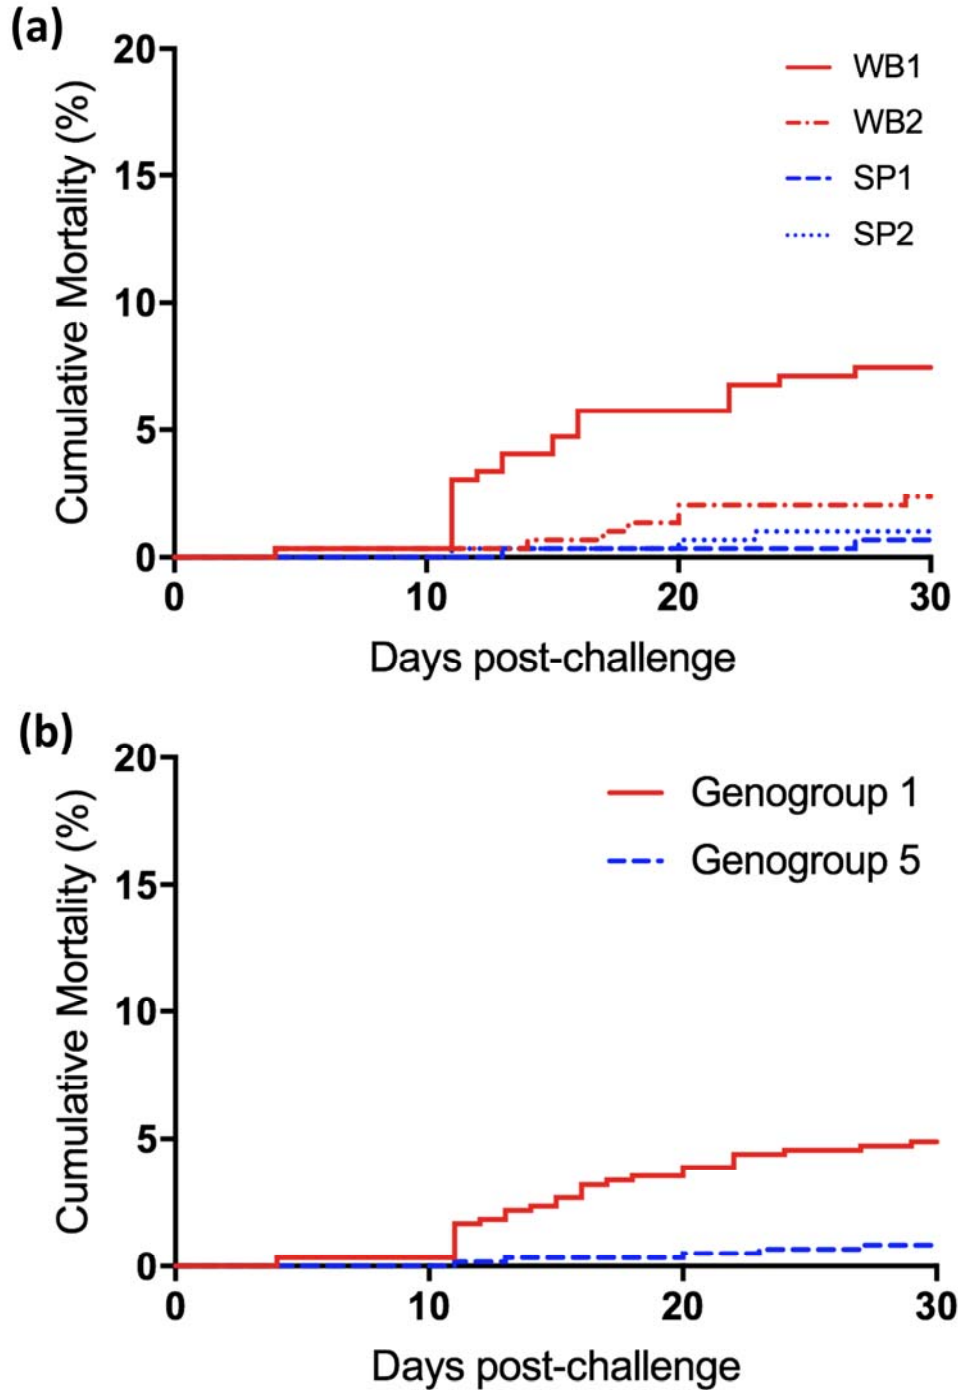 (a)
Cumulative Mortality (%)
20
15
10
5
0
WB1
WB2
SP1
SP2
0 10 20 30
Days post-challenge
(b)
Cumulative Mortality (%)
20
15
10
5
0
Genogroup 1
Genogroup 5
0 10 20 30
Days post-challenge